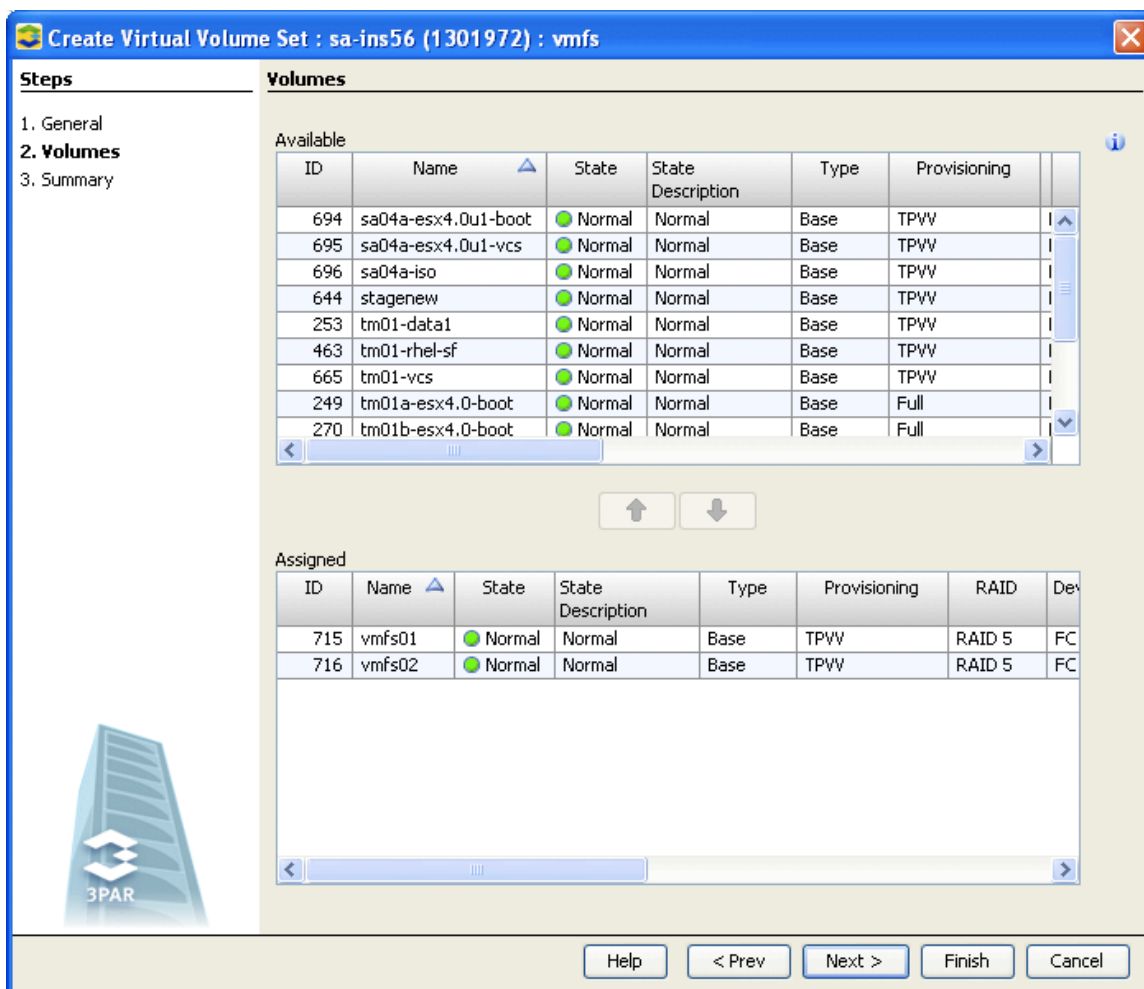 Create Virtual Volume Set : sa-ins56 (1301972) : vmfs
Steps
1. General
2. Volumes
3. Summary
Volumes
Available
ID Name State State Description Type Provisioning
694 sa04a-esx4.0u1-boot Normal Normal Base TPVV
695 sa04a-esx4.0u1-vcs Normal Normal Base TPVV
696 sa04a-iso Normal Normal Base TPVV
644 stagenew Normal Normal Base TPVV
253 tm01-data1 Normal Normal Base TPVV
463 tm01-rhel-sf Normal Normal Base TPVV
665 tm01-vcs Normal Normal Base TPVV
249 tm01a-esx4.0-boot Normal Normal Base Full
270 tm01b-esx4.0-boot Normal Normal Base Full
Assigned
ID Name State State Description Type Provisioning RAID
715 vmfs01 Normal Normal Base TPVV RAID 5 FC
716 vmfs02 Normal Normal Base TPVV RAID 5 FC
3PAR
Help < Prev Next > Finish Cancel